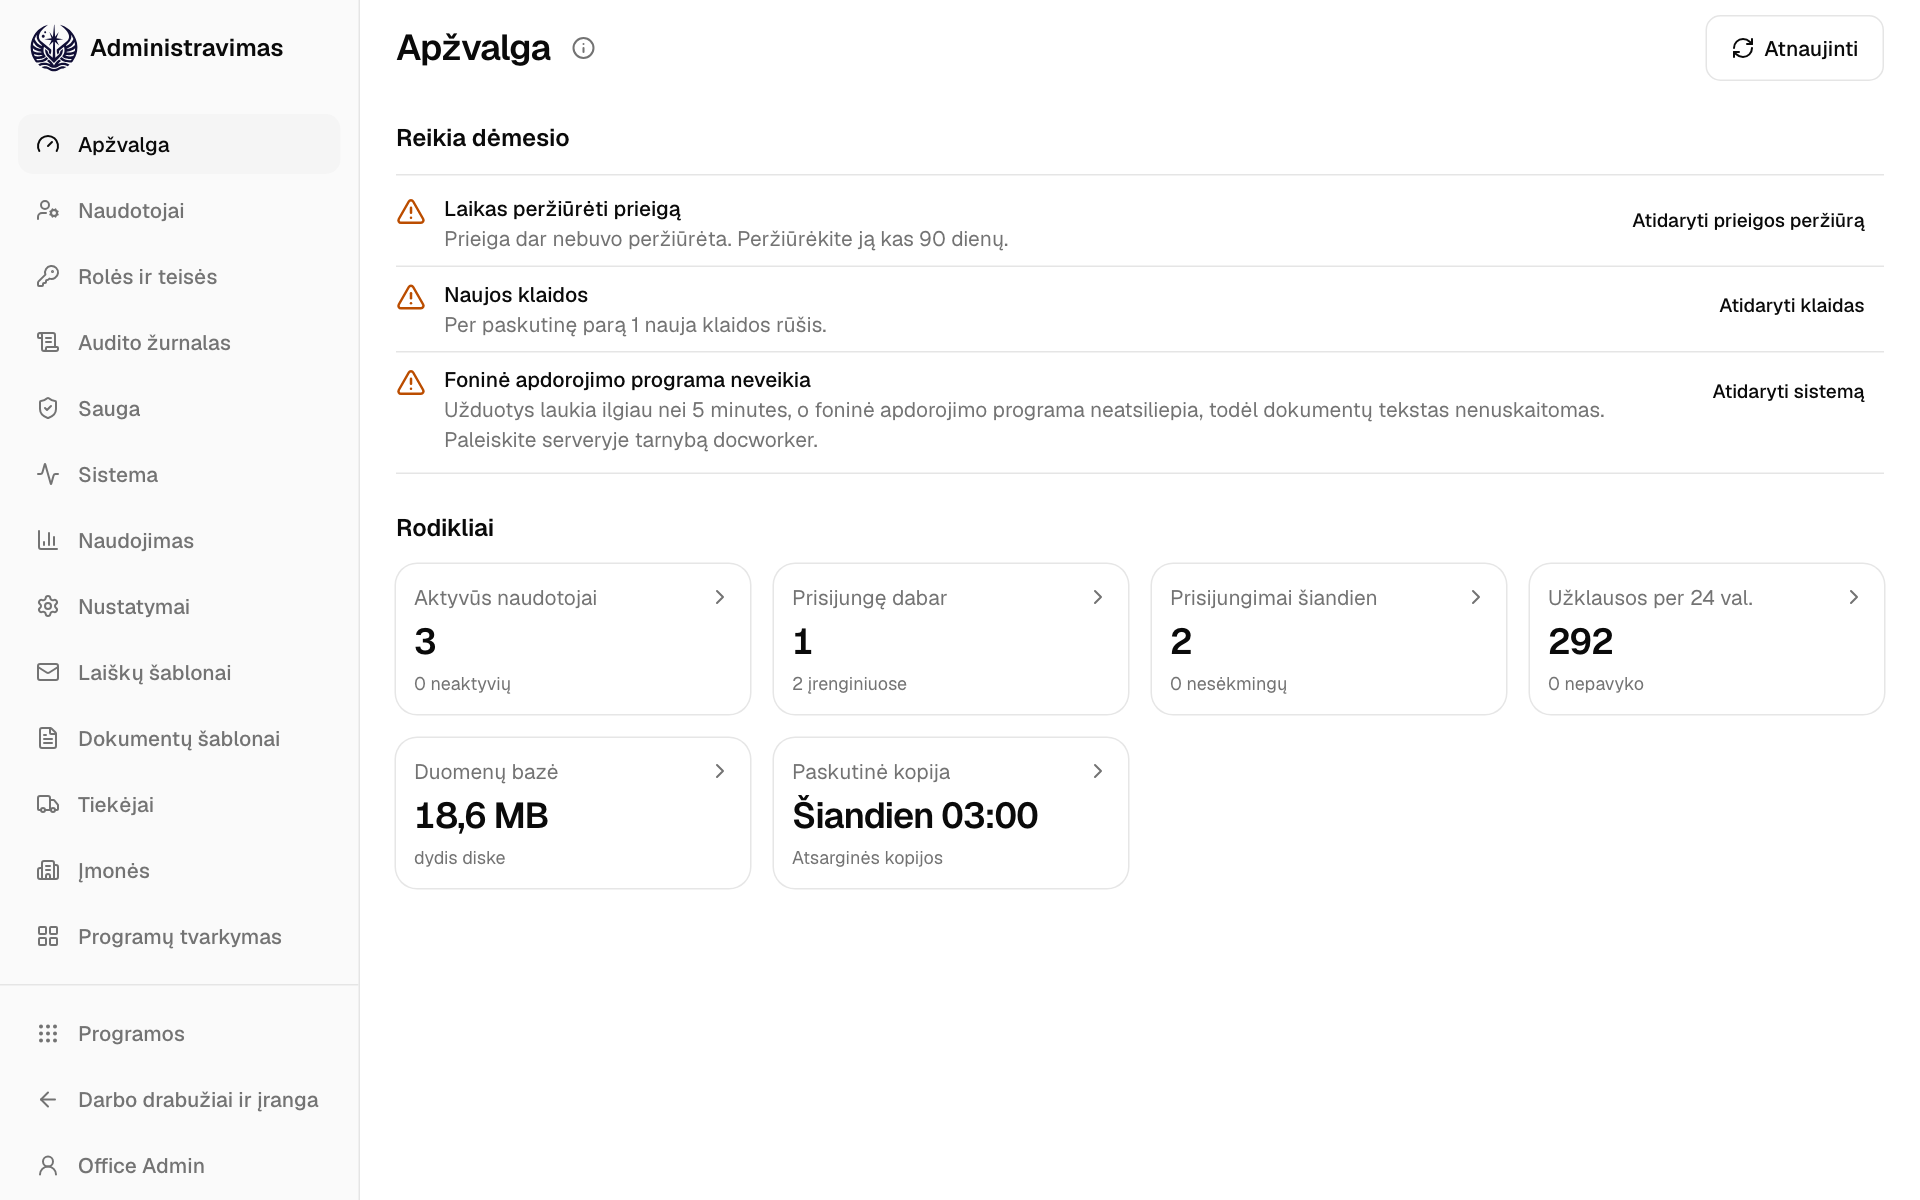 Administravimas
Apžvalga
Naudotojai
Rolės ir teisės
Audito žurnalas
Sauga
Sistema
Naudojimas
Nustatymai
Laiškų šablonai
Dokumentų šablonai
Tiekėjai
Įmonės
Programų tvarkymas
Programos
Darbo drabužiai ir įranga
Office Admin
Apžvalga
Atnaujinti
Reikia dėmesio
Laikas peržiūrėti prieigą
Prieiga dar nebuvo peržiūrėta. Peržiūrėkite ją kas 90 dienų.
Atidaryti prieigos peržiūrą
Naujos klaidos
Per paskutinę parą 1 nauja klaidos rūšis.
Atidaryti klaidas
Foninė apdorojimo programa neveikia
Užduotys laukia ilgiau nei 5 minutes, o foninė apdorojimo programa neatsiliepia, todėl dokumentų tekstas nenuskaitomas.
Paleiskite serveryje tarnybą docworker.
Atidaryti sistemą
Rodikliai
Aktyvūs naudotojai
3
0 neaktyvių
Prisijungę dabar
1
2 įrenginiuose
Prisijungimai šiandien
2
0 nesėkmingų
Užklausos per 24 val.
292
0 nepavyko
Duomenų bazė
18,6 MB
dydis diske
Paskutinė kopija
Šiandien 03:00
Atsarginės kopijos